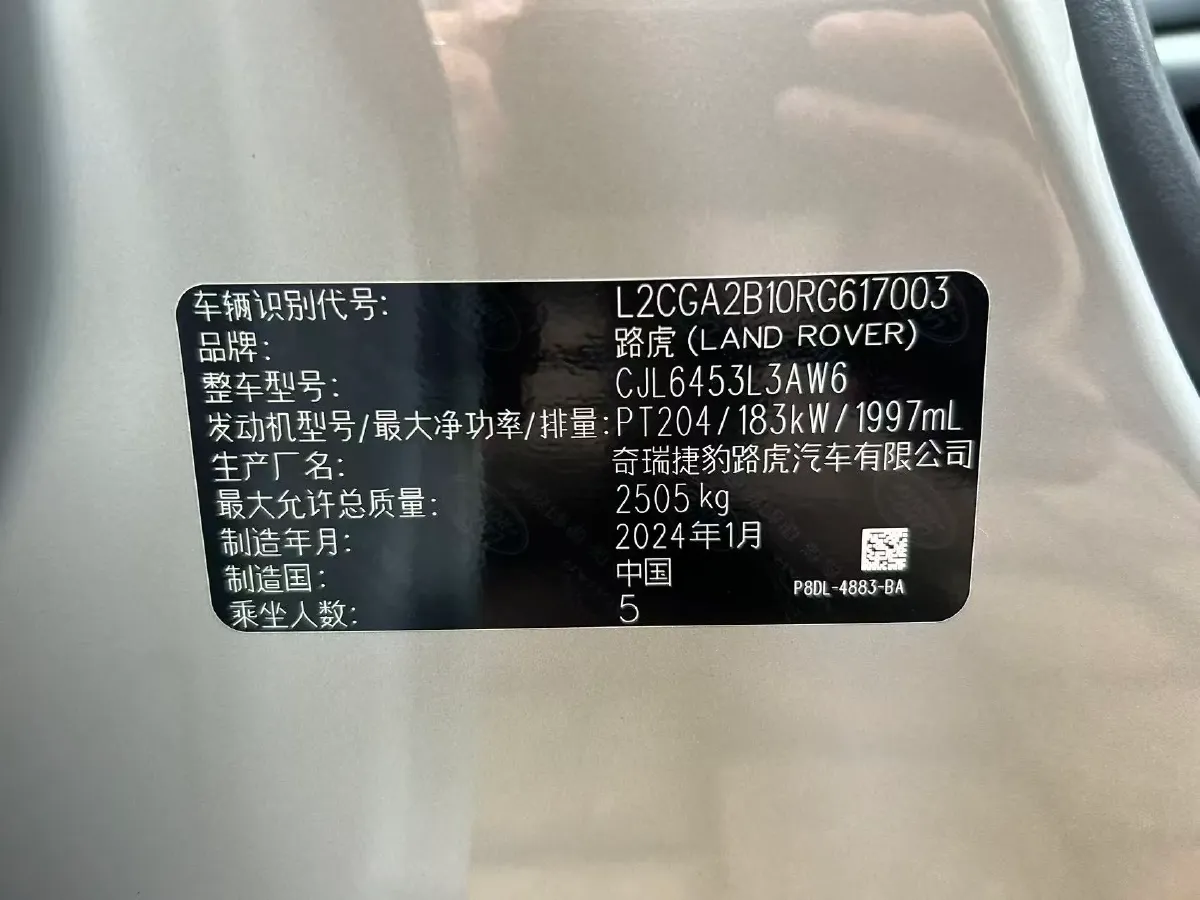 车辆识别代号: L2CGA2B10RG617003
品牌: 路虎(LAND ROVER)
整车型号: CJL6453L3AW6
发动机型号/最大净功率/排量: PT204/183kW/1997mL
生产厂名: 奇瑞捷豹路虎汽车有限公司
最大允许总质量: 2505kg
制造年月: 2024年1月
制造国: 中国
乘坐人数: 5
P8DL-4883-BA